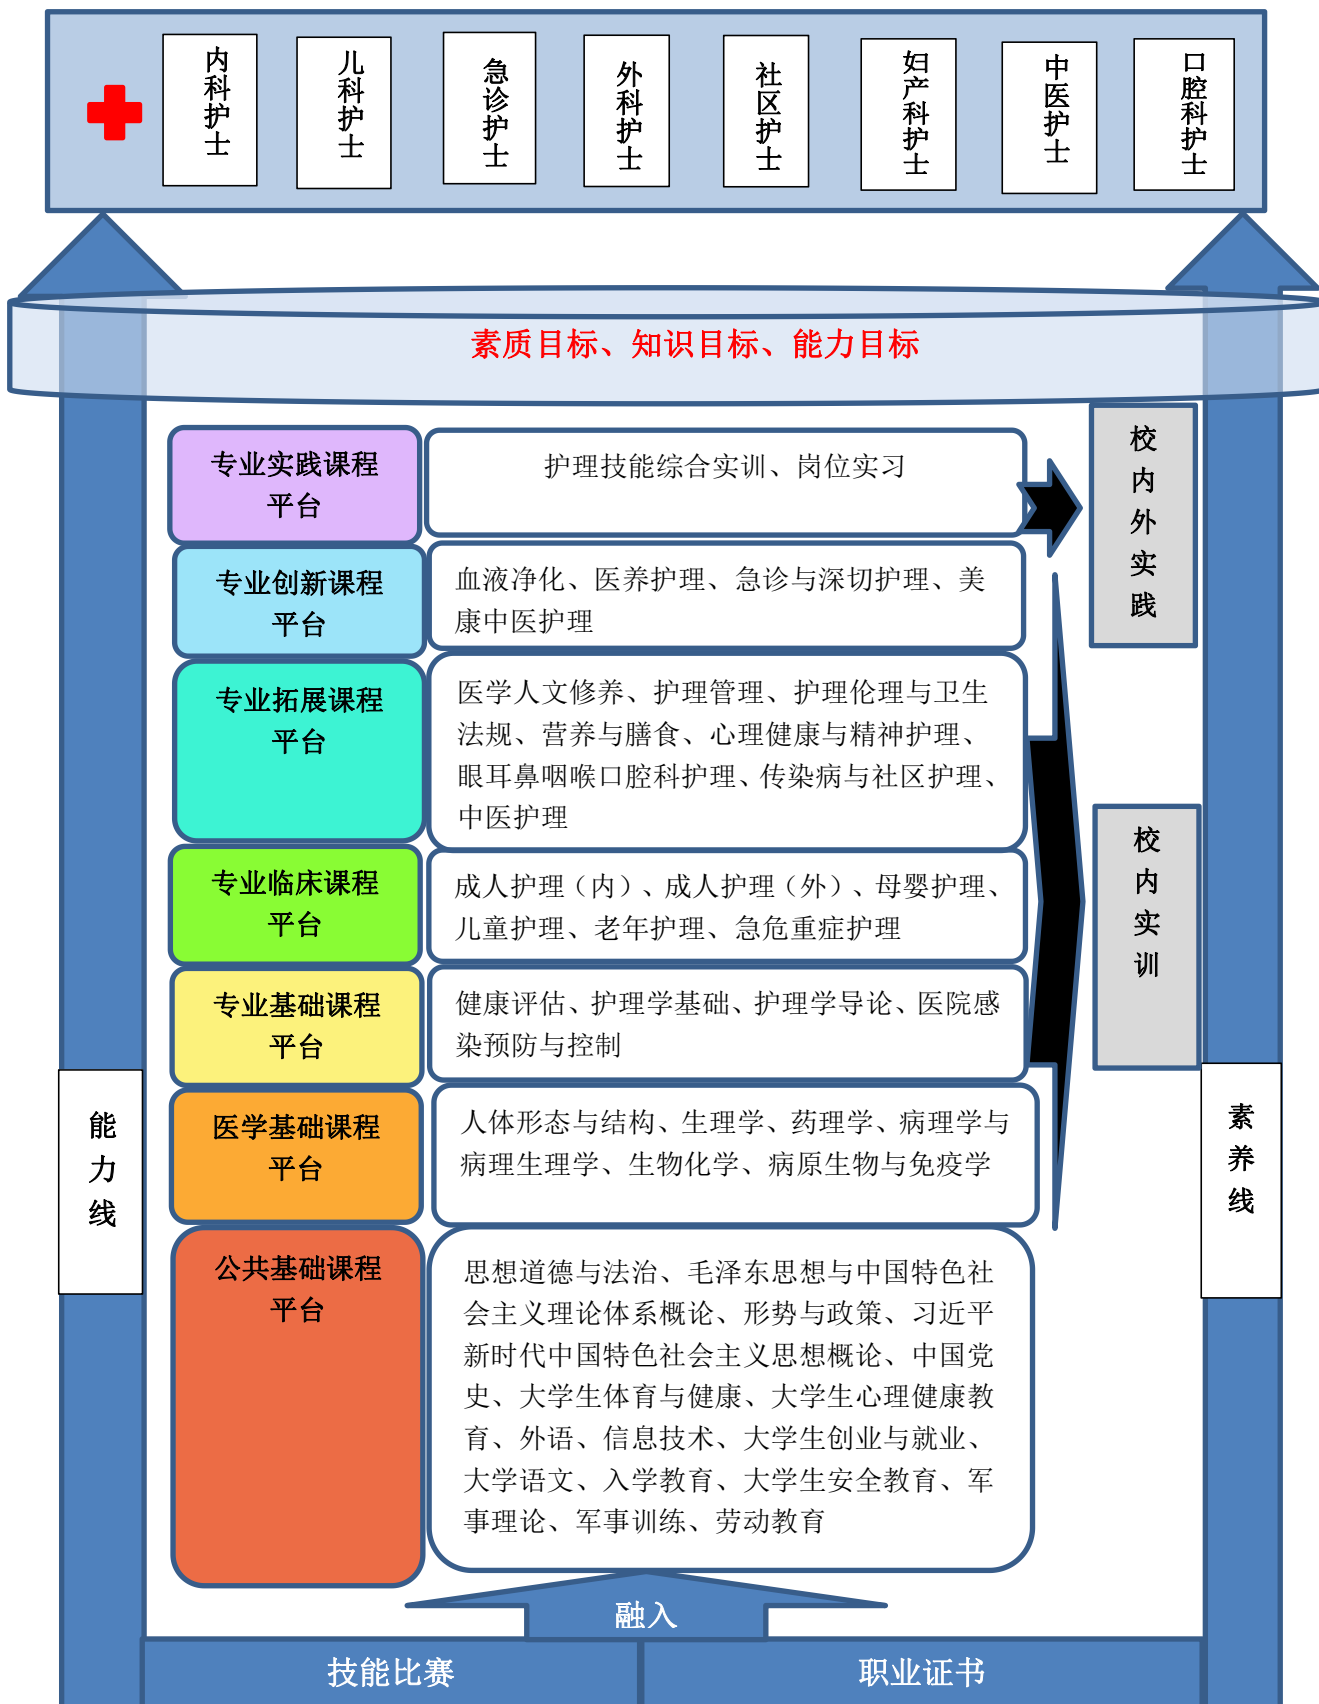 内科护士
儿科护士
急诊护士
外科护士
社区护士
妇产科护士
中医护士
口腔科护士
素质目标、知识目标、能力目标
专业实践课程
平台
护理技能综合实训、岗位实习
校内外实践
专业创新课程
平台
血液净化、医养护理、急诊与深切护理、美
康中医护理
专业拓展课程
平台
医学人文修养、护理管理、护理伦理与卫生
法规、营养与膳食、心理健康与精神护理、
眼耳鼻咽喉口腔科护理、传染病与社区护理、
中医护理
校内实训
专业临床课程
平台
成人护理（内）、成人护理（外）、母婴护理、
儿童护理、老年护理、急危重症护理
专业基础课程
平台
健康评估、护理学基础、护理学导论、医院感
染预防与控制
医学基础课程
平台
人体形态与结构、生理学、药理学、病理学与
病理生理学、生物化学、病原生物与免疫学
能力线
素养线
公共基础课程
平台
思想道德与法治、毛泽东思想与中国特色社
会主义理论体系概论、形势与政策、习近平
新时代中国特色社会主义思想概论、中国党
史、大学生体育与健康、大学生心理健康教
育、外语、信息技术、大学生创业与就业、
大学语文、入学教育、大学生安全教育、军
事理论、军事训练、劳动教育
融入
技能比赛
职业证书